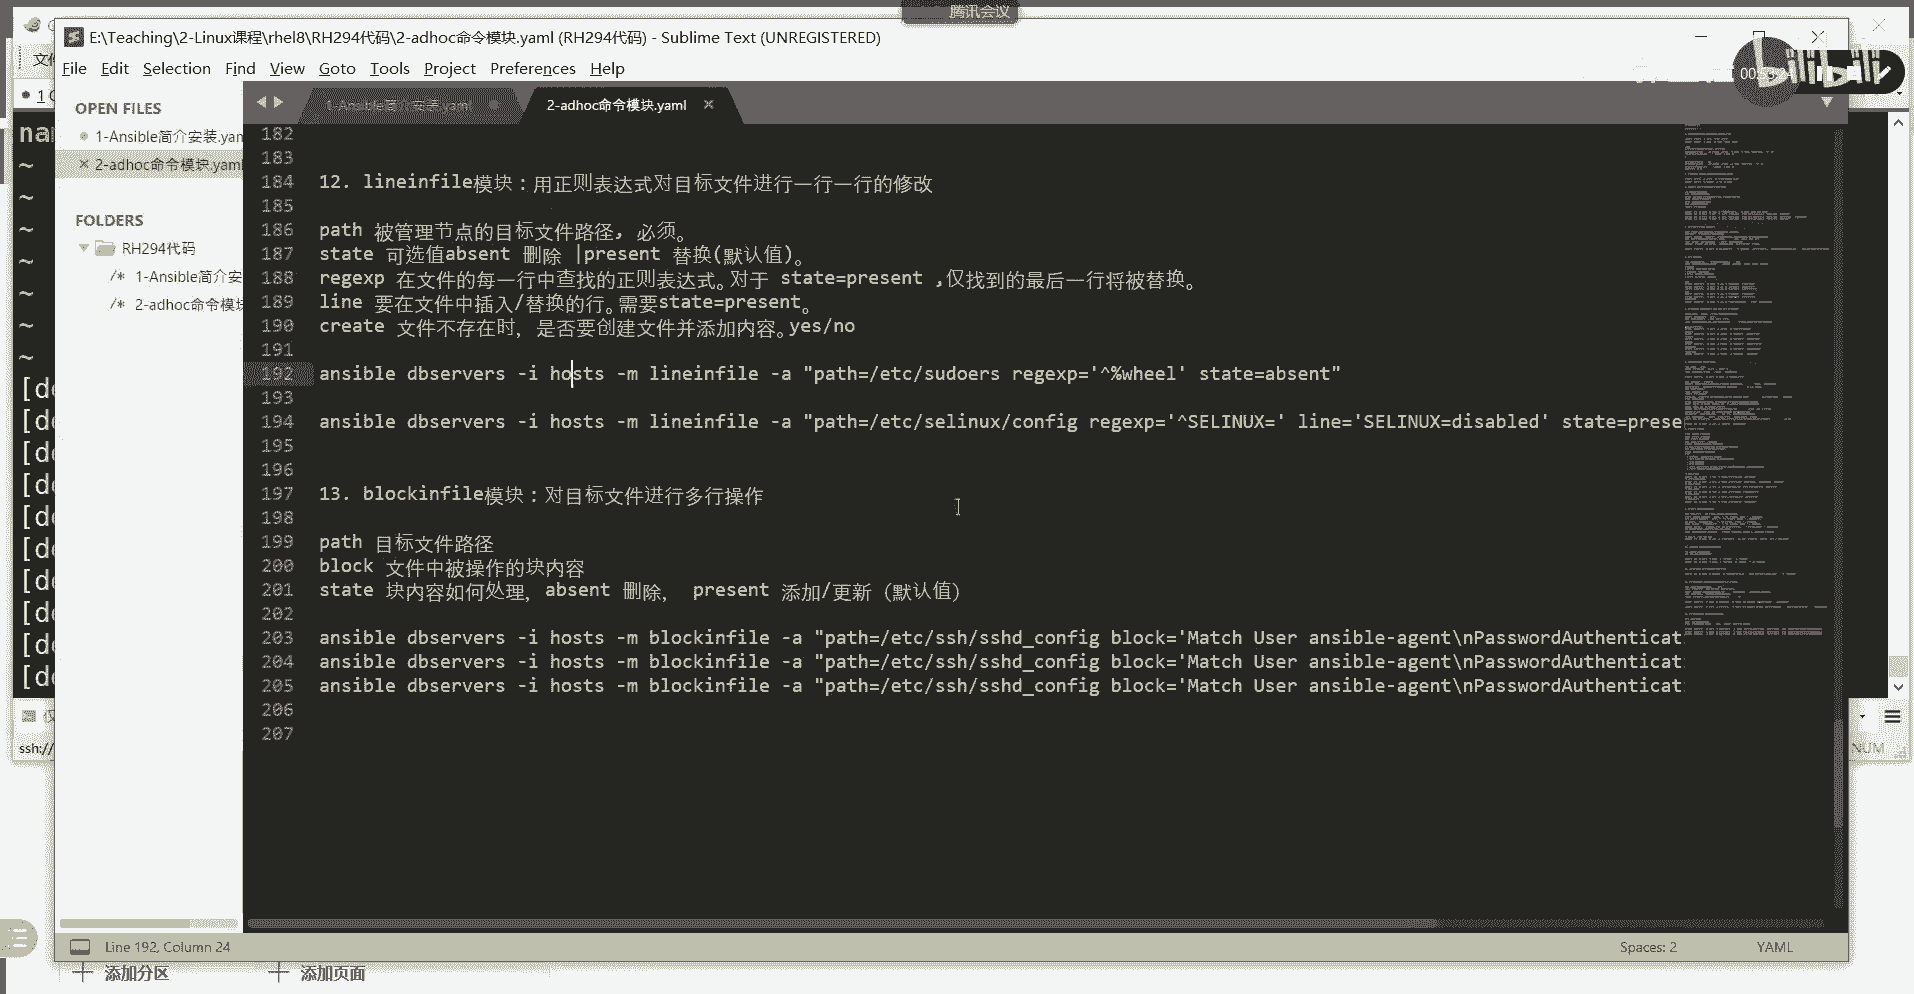 腾讯会议
E:\Teaching\2-Linux课程\rhel8\RH294代码\2-adhoc命令模块.yaml (RH294代码) - Sublime Text (UNREGISTERED)
File Edit Selection Find View Goto Tools Project Preferences Help
bilibili
OPEN FILES
1-Ansible简介安装.yam
2-adhoc命令模块.yaml
FOLDERS
RH294代码
/* 1-Ansible简介安
/* 2-adhoc命令模块
1-Ansible简介安装.yaml
2-adhoc命令模块.yaml
182
183
184 12. lineinfile模块：用正则表达式对目标文件进行一行一行的修改
185
186 path 被管理节点的目标文件路径，必须。
187 state 可选值absent 删除 |present 替换(默认值)。
188 regexp 在文件的每一行中查找的正则表达式。对于 state=present ,仅找到的最后一行将被替换。
189 line 要在文件中插入/替换的行。需要state=present。
190 create 文件不存在时，是否要创建文件并添加内容。yes/no
191
192 ansible dbservers -i hosts -m lineinfile -a "path=/etc/sudoers regexp='^%wheel' state=absent"
193
194 ansible dbservers -i hosts -m lineinfile -a "path=/etc/selinux/config regexp='^SELINUX=' line='SELINUX=disabled' state=prese
195
196
197 13. blockinfile模块：对目标文件进行多行操作
198
199 path 目标文件路径
200 block 文件中被操作的块内容
201 state 块内容如何处理，absent 删除， present 添加/更新（默认值）
202
203 ansible dbservers -i hosts -m blockinfile -a "path=/etc/ssh/sshd_config block='Match User ansible-agent\nPasswordAuthenticat
204 ansible dbservers -i hosts -m blockinfile -a "path=/etc/ssh/sshd_config block='Match User ansible-agent\nPasswordAuthenticat
205 ansible dbservers -i hosts -m blockinfile -a "path=/etc/ssh/sshd_config block='Match User ansible-agent\nPasswordAuthenticat
206
207
nam
~
~
~
~
~
~
~
[de
[de
[de
[de
[de
[de
[de
[de
[de
[de
ssh://
NUM
Line 192, Column 24
Spaces: 2
YAML
添加分区
添加页面